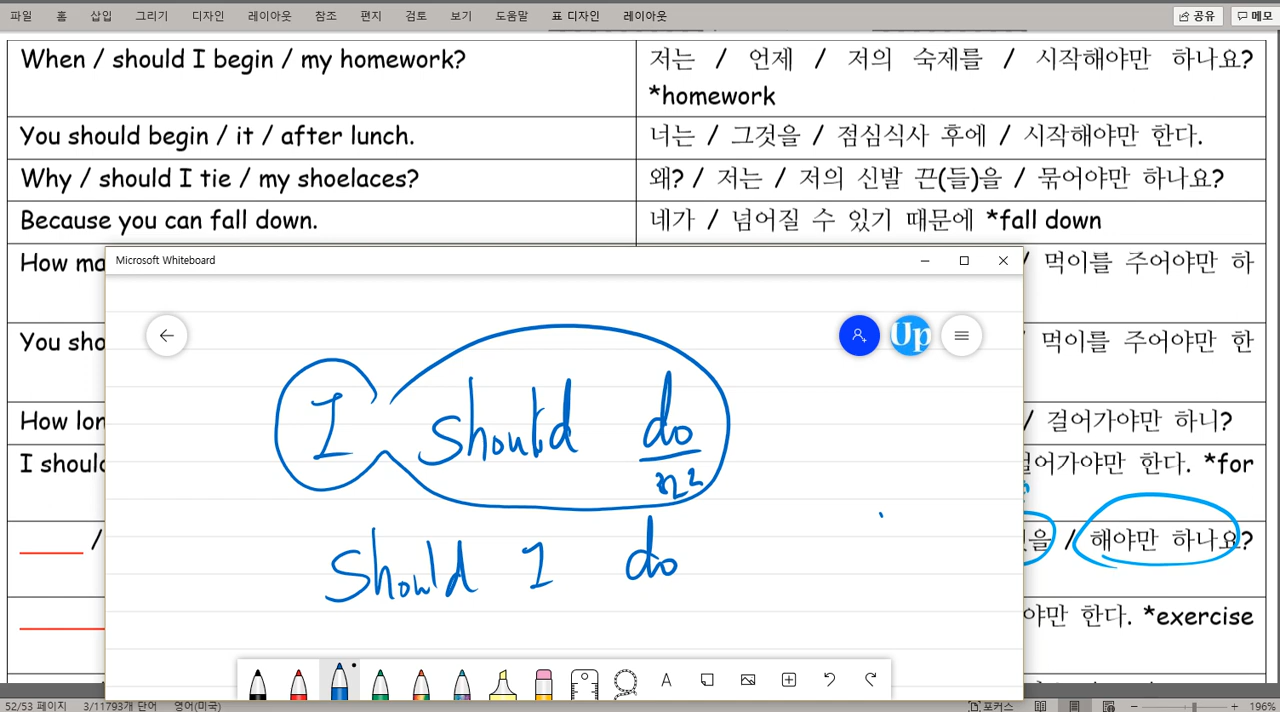 파일 홈 삽입 그리기 디자인 레이아웃 참조 편지 검토 보기 도움말 표 디자인 레이아웃 공유 메모
When / should I begin / my homework? 저는 / 언제 / 저의 숙제를 / 시작해야만 하나요?
*homework
You should begin / it / after lunch. 너는 / 그것을 / 점심식사 후에 / 시작해야만 한다.
Why / should I tie / my shoelaces? 왜? / 저는 / 저의 신발 끈(들)을 / 묶어야만 하나요?
Because you can fall down. 네가 / 넘어질 수 있기 때문에 *fall down
How ma / 먹이를 주어야만 하
Microsoft Whiteboard
Up
You sho 먹이를 주어야만 한
How lon / 걸어가야만 하니?
I should 걸어가야만 한다. *for
I should do
should I do
/ 을 / 해야만 하나요?
야만 한다. *exercise
A
52/53 페이지 3/11793개 단어 영어(미국) 포커스 196%